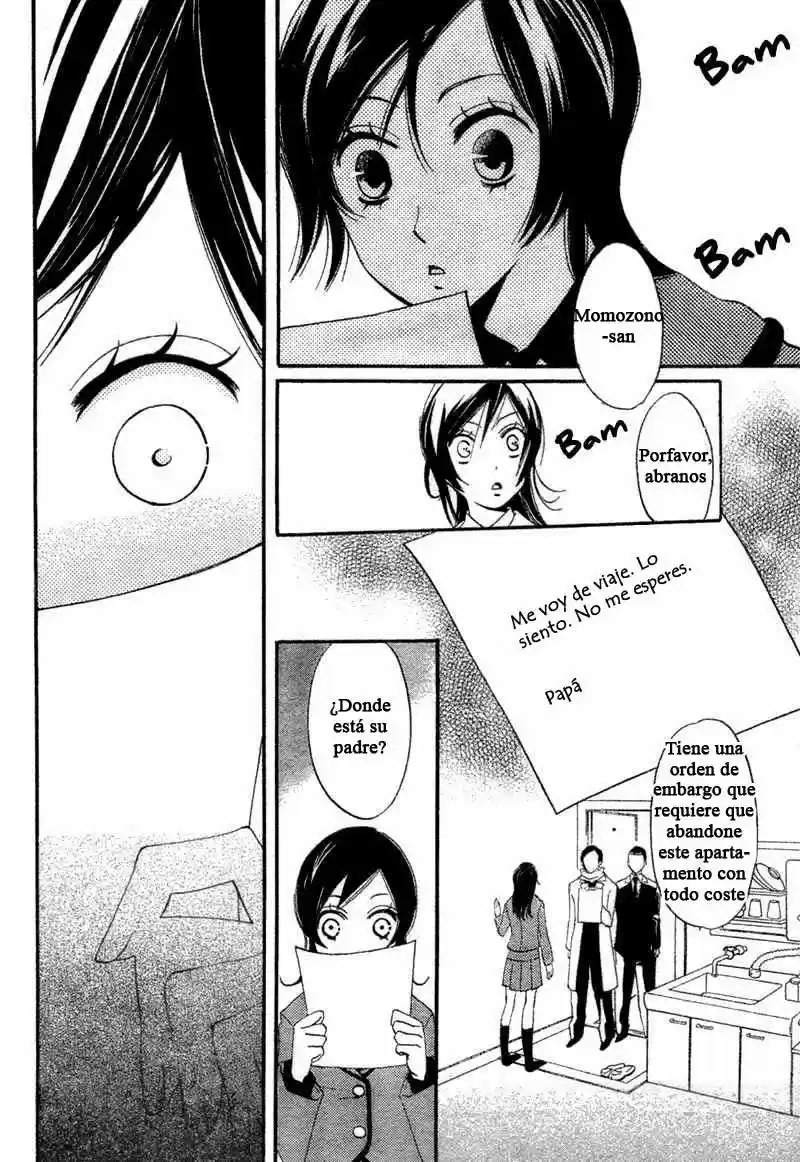 Bam
Bam
Momozono
-san
Bam
Porfavor,
abranos
Me voy de viaje. Lo
siento. No me esperes.
Papá
Tiene una
orden de
embargo que
requiere que
abandone
este aparta-
mento con
todo coste
¿Donde
está su
padre?